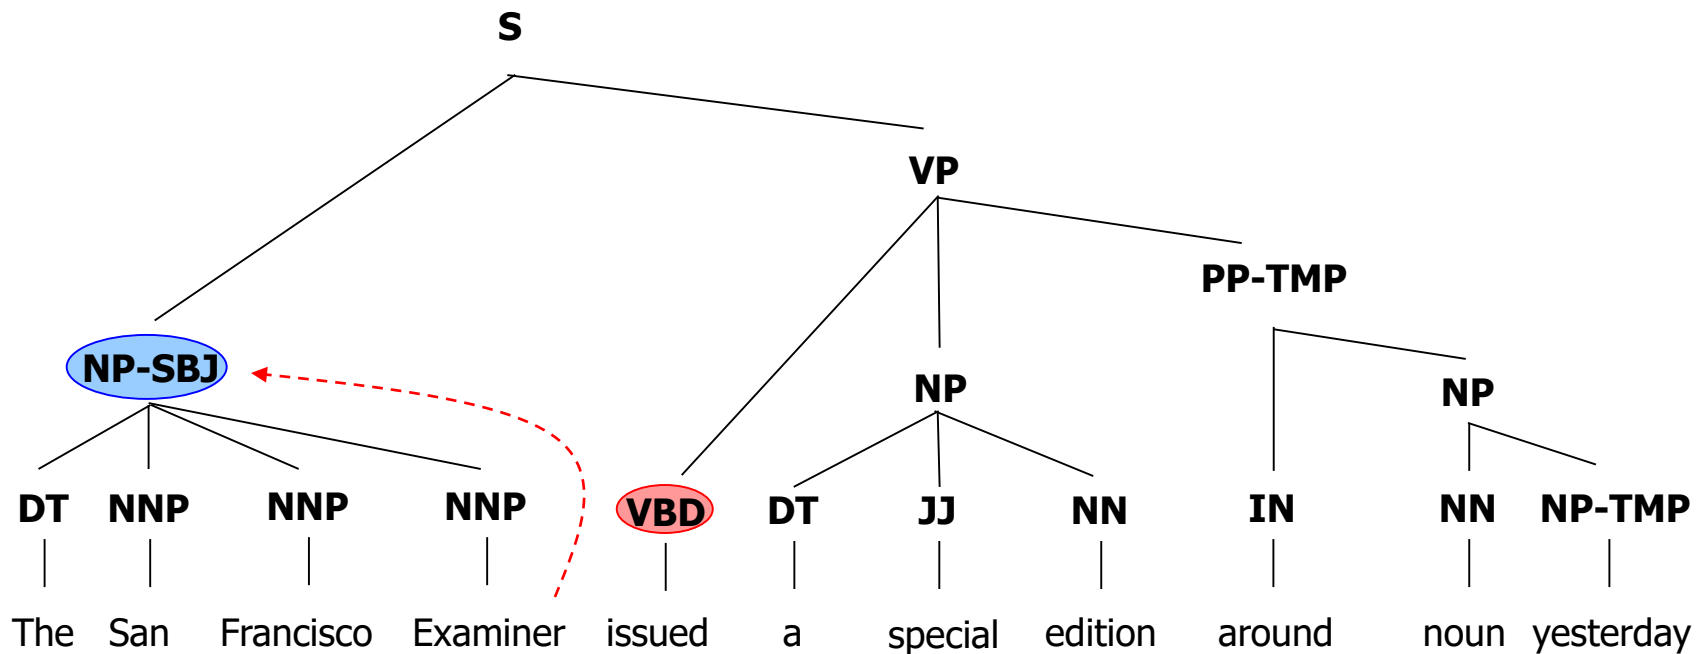 S
VP
PP-TMP
NP-SBJ
NP
NP
DT NNP NNP NNP VBD DT JJ NN IN NN NP-TMP
The San Francisco Examiner issued a special edition around noun yesterday